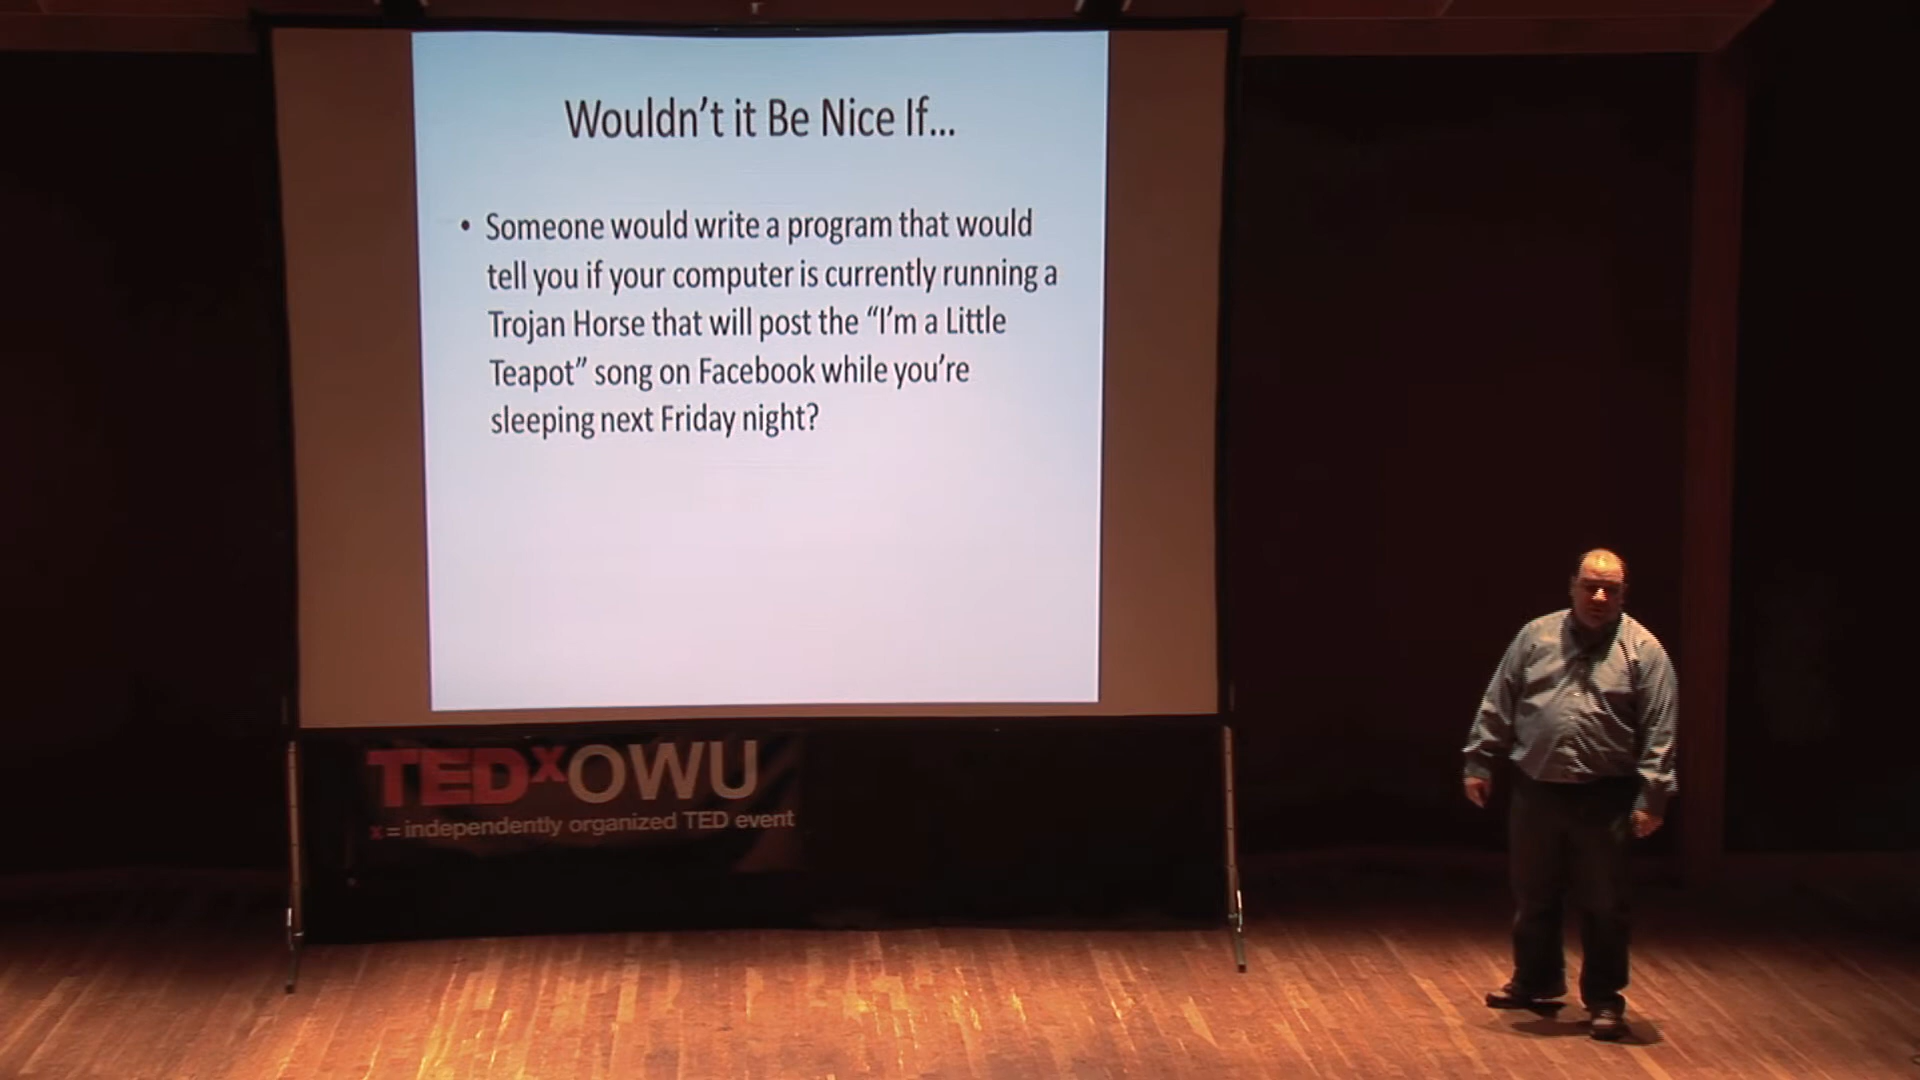 Wouldn't it Be Nice If...
• Someone would write a program that would
tell you if your computer is currently running a
Trojan Horse that will post the “I'm a Little
Teapot” song on Facebook while you're
sleeping next Friday night?
TEDxOWU
x = independently organized TED event